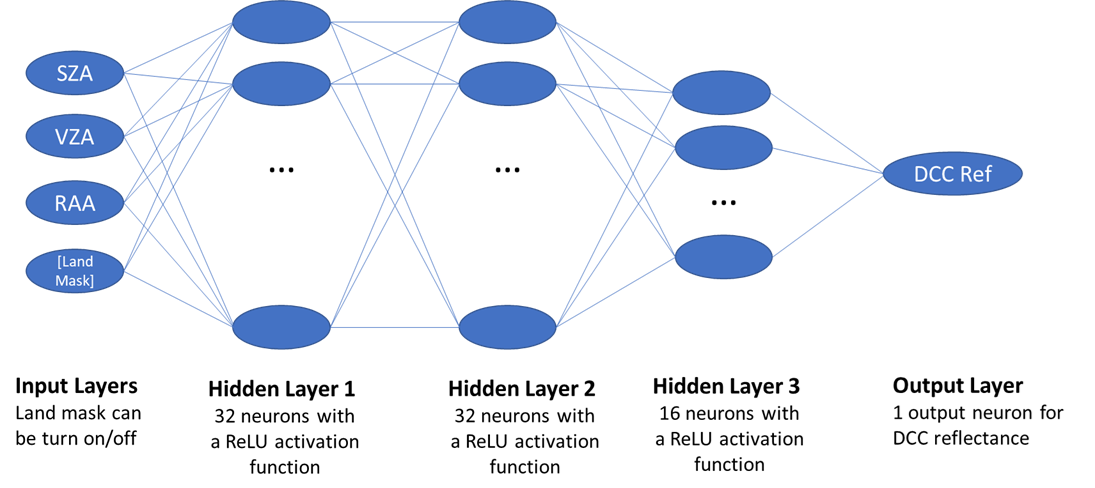 SZA
VZA
RAA
[Land
Mask]
...
...
...
DCC Ref
Input Layers
Land mask can
be turn on/off
Hidden Layer 1
32 neurons with
a ReLU activation
function
Hidden Layer 2
32 neurons with
a ReLU activation
function
Hidden Layer 3
16 neurons with
a ReLU activation
function
Output Layer
1 output neuron for
DCC reflectance